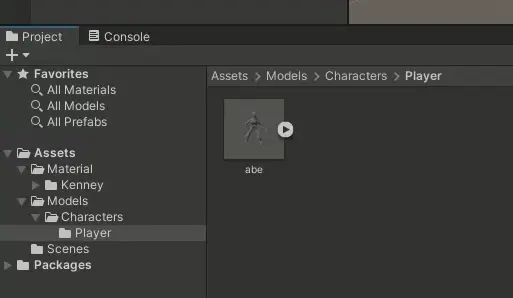 Project
Console
Favorites
All Materials
All Models
All Prefabs
Assets
Material
Kenney
Models
Characters
Player
Scenes
Packages
Assets > Models > Characters > Player
abe